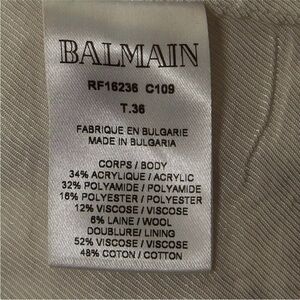 BALMAIN
RF16236 C109
T.36
FABRIQUE EN BULGARIE
MADE IN BULGARIA
CORPS / BODY
34% ACRYLIQUE / ACRYLIC
32% POLYAMIDE / POLYAMIDE
16% POLYESTER / POLYESTER
12% VISCOSE / VISCOSE
6% LAINE / WOOL
DOUBLURE/ LINING
52% VISCOSE / VISCOSE
48% COTON / COTTON